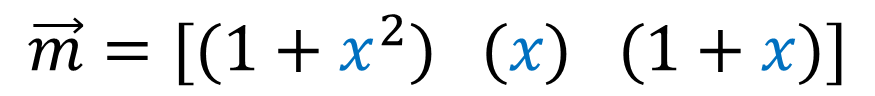 m⃗ = [(1 + x²) (x) (1 + x)]